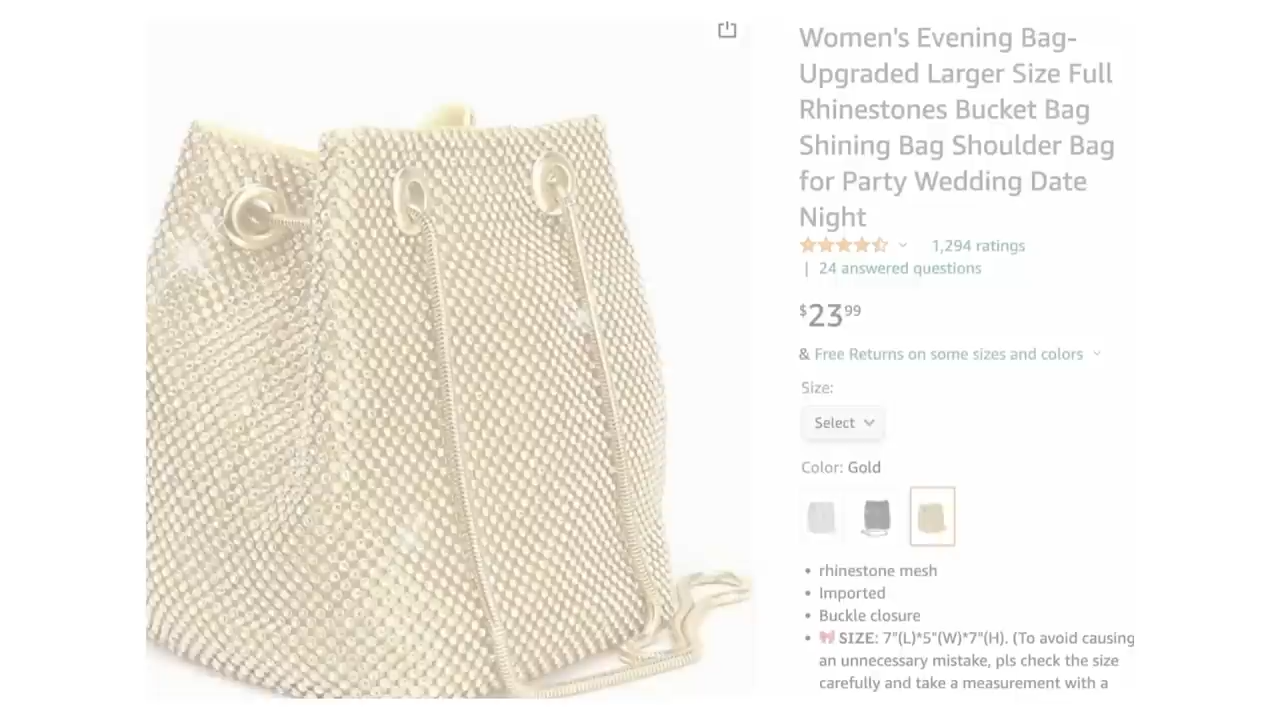 Women's Evening Bag-
Upgraded Larger Size Full
Rhinestones Bucket Bag
Shining Bag Shoulder Bag
for Party Wedding Date
Night
1,294 ratings
| 24 answered questions
$23 99
& Free Returns on some sizes and colors
Size:
Select
Color: Gold
• rhinestone mesh
• Imported
• Buckle closure
• 🎀 SIZE: 7"(L)*5"(W)*7"(H). (To avoid causing
an unnecessary mistake, pls check the size
carefully and take a measurement with a